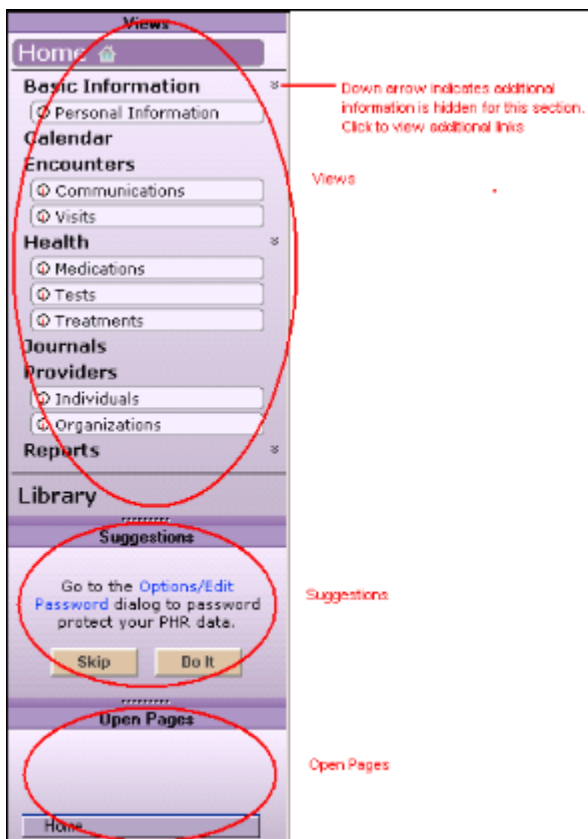 Views
Home
Basic Information
Personal Information
Calendar
Encounters
Communications
Visits
Health
Medications
Tests
Treatments
Journals
Providers
Individuals
Organizations
Reports
Library
Suggestions
Go to the Options/Edit
Password dialog to password
protect your PHR data.
Skip Do It
Open Pages
Home
Down arrow indicates additional
information is hidden for this section.
Click to view additional links
Views
Suggestions
Open Pages